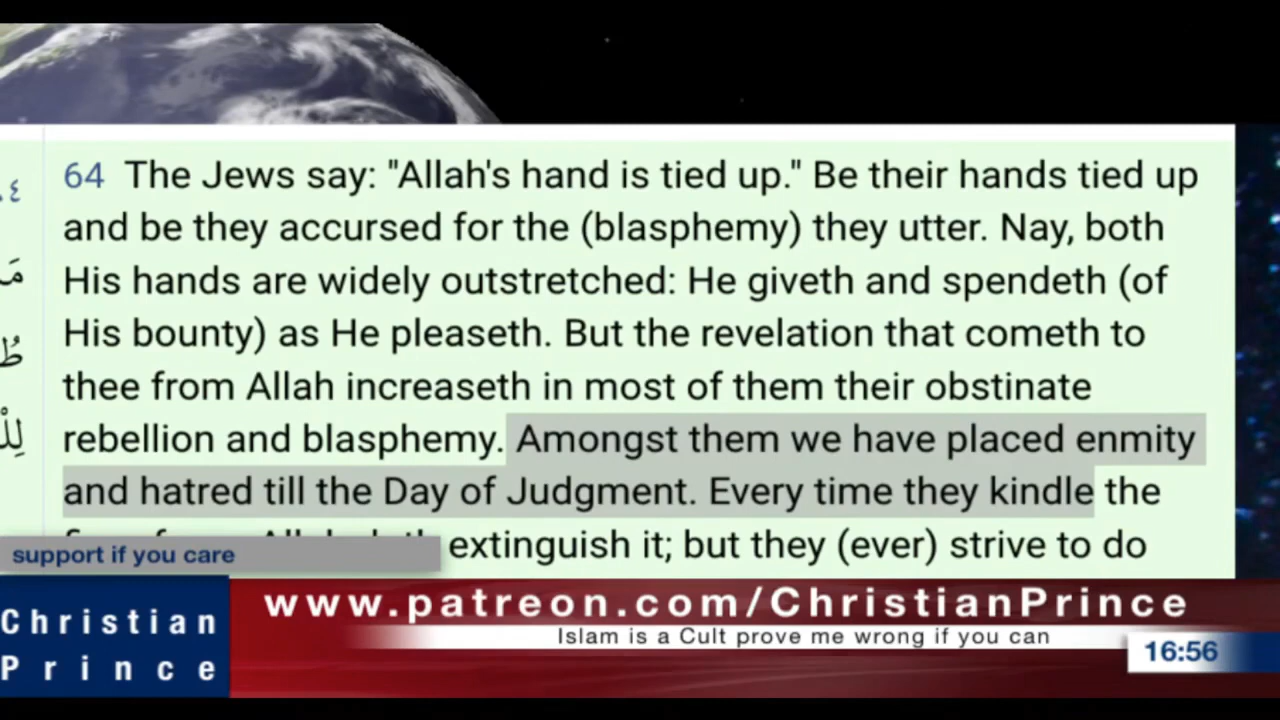 64 The Jews say: "Allah's hand is tied up." Be their hands tied up
and be they accursed for the (blasphemy) they utter. Nay, both
His hands are widely outstretched: He giveth and spendeth (of
His bounty) as He pleaseth. But the revelation that cometh to
thee from Allah increaseth in most of them their obstinate
rebellion and blasphemy. Amongst them we have placed enmity
and hatred till the Day of Judgment. Every time they kindle the
extinguish it; but they (ever) strive to do
support if you care
Christian
Prince
www.patreon.com/ChristianPrince
Islam is a Cult prove me wrong if you can
16:56